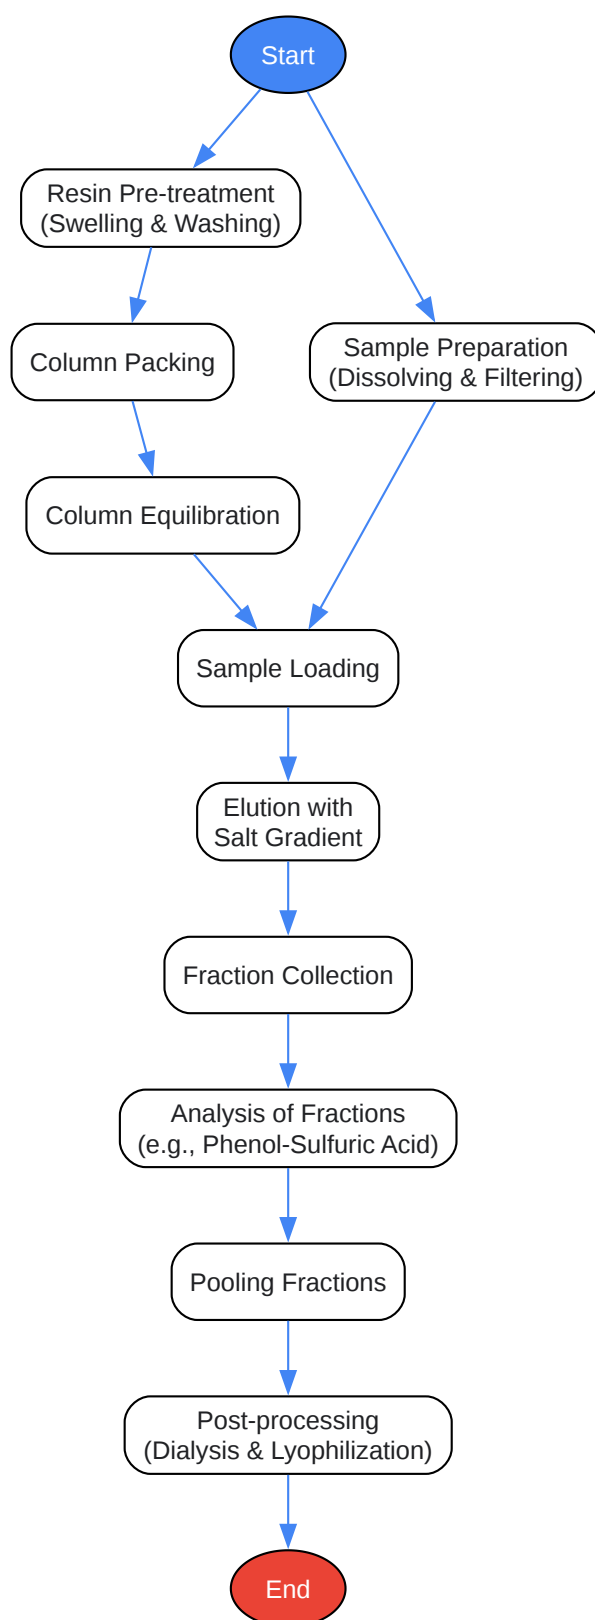 Start
Resin Pre-treatment
(Swelling & Washing)
Column Packing
Sample Preparation
(Dissolving & Filtering)
Column Equilibration
Sample Loading
Elution with
Salt Gradient
Fraction Collection
Analysis of Fractions
(e.g., Phenol-Sulfuric Acid)
Pooling Fractions
Post-processing
(Dialysis & Lyophilization)
End